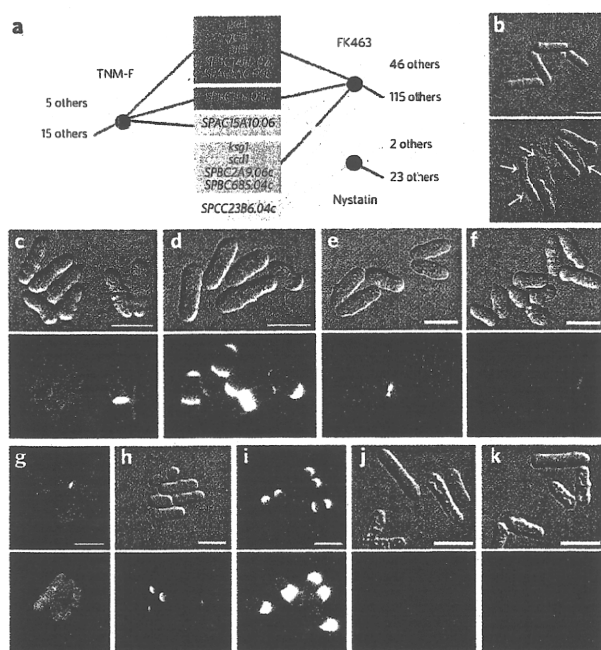 a
b
TNM-F
FK463
5 others
15 others
46 others
115 others
SPAC15A10.06
ksg1
scd1
SPBC2A9.06c
SPBC685.04c
SPCC23B6.04c
2 others
23 others
Nystatin
c
d
e
f
g
h
i
j
k